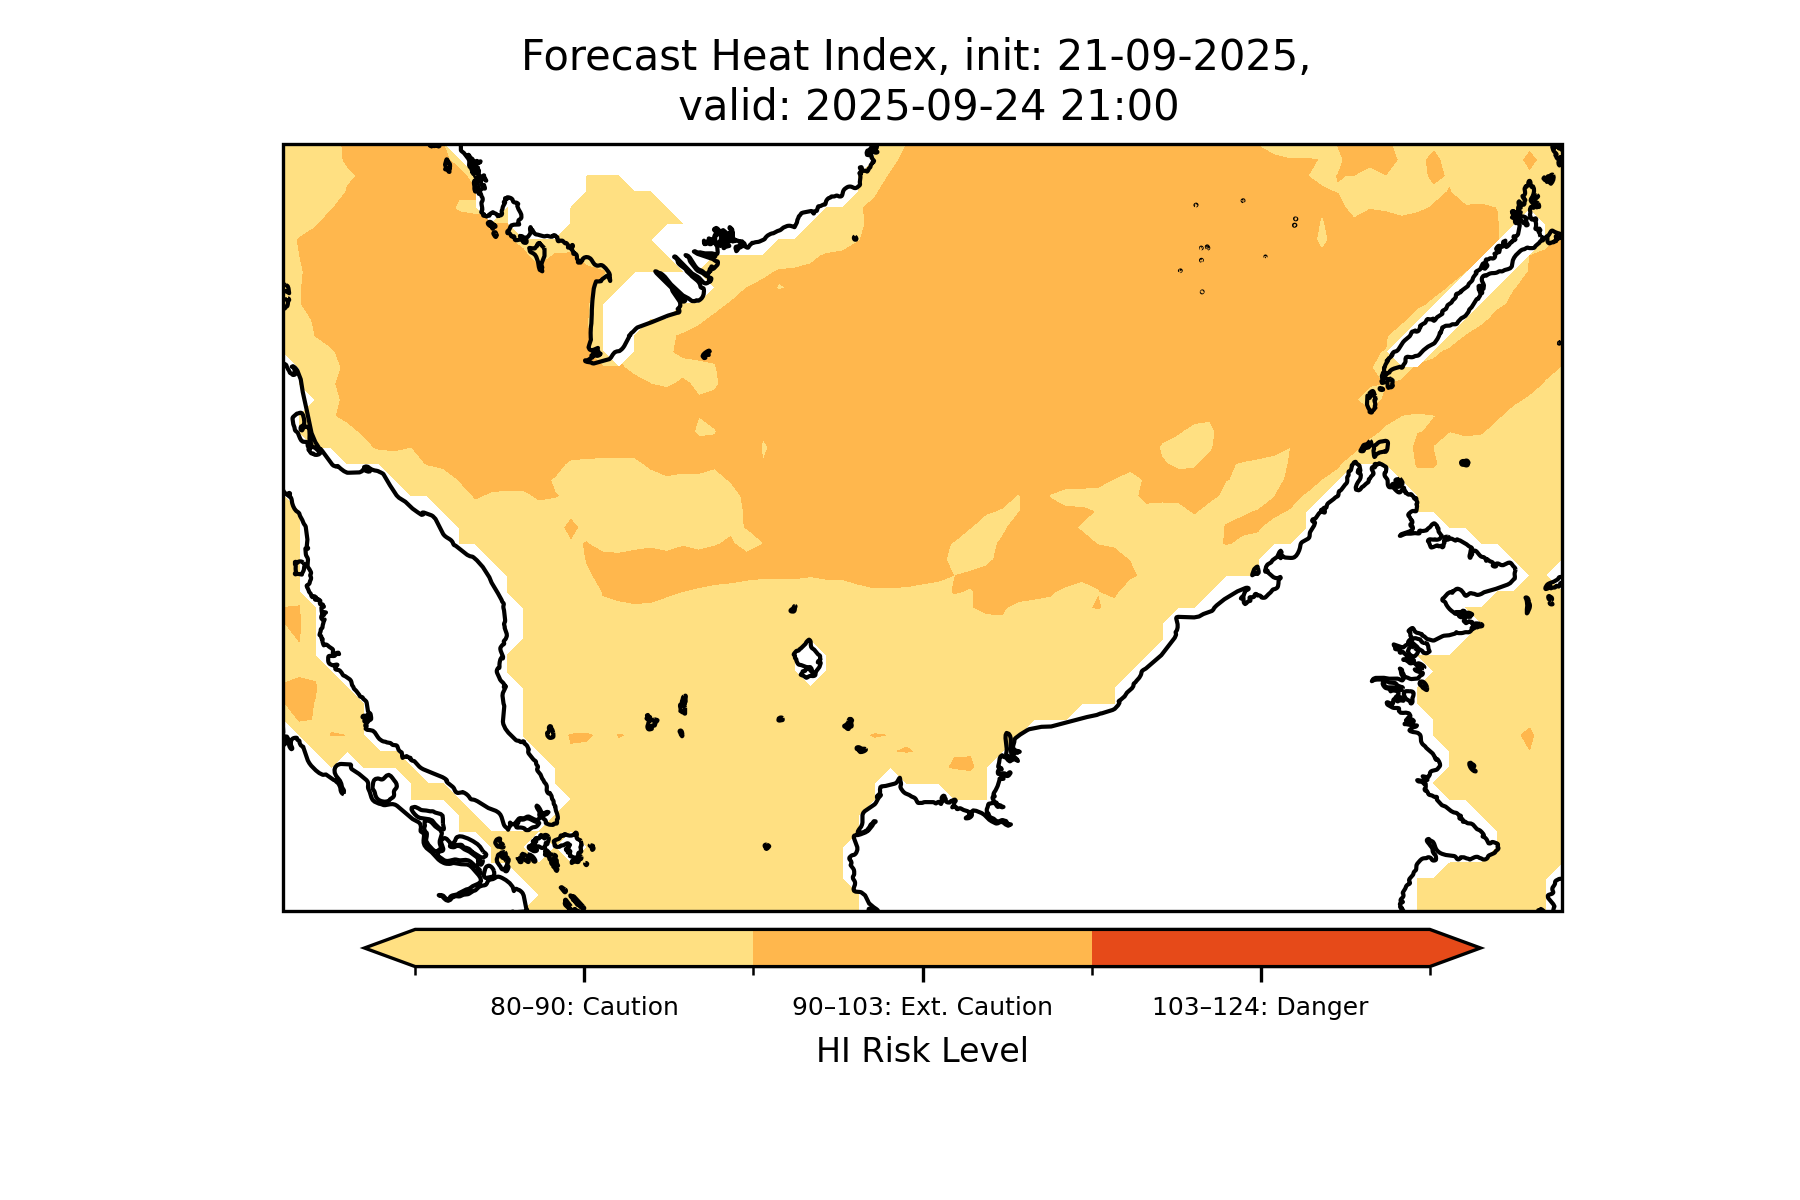 Forecast Heat Index, init: 21-09-2025,
valid: 2025-09-24 21:00
80–90: Caution
90–103: Ext. Caution
103–124: Danger
HI Risk Level